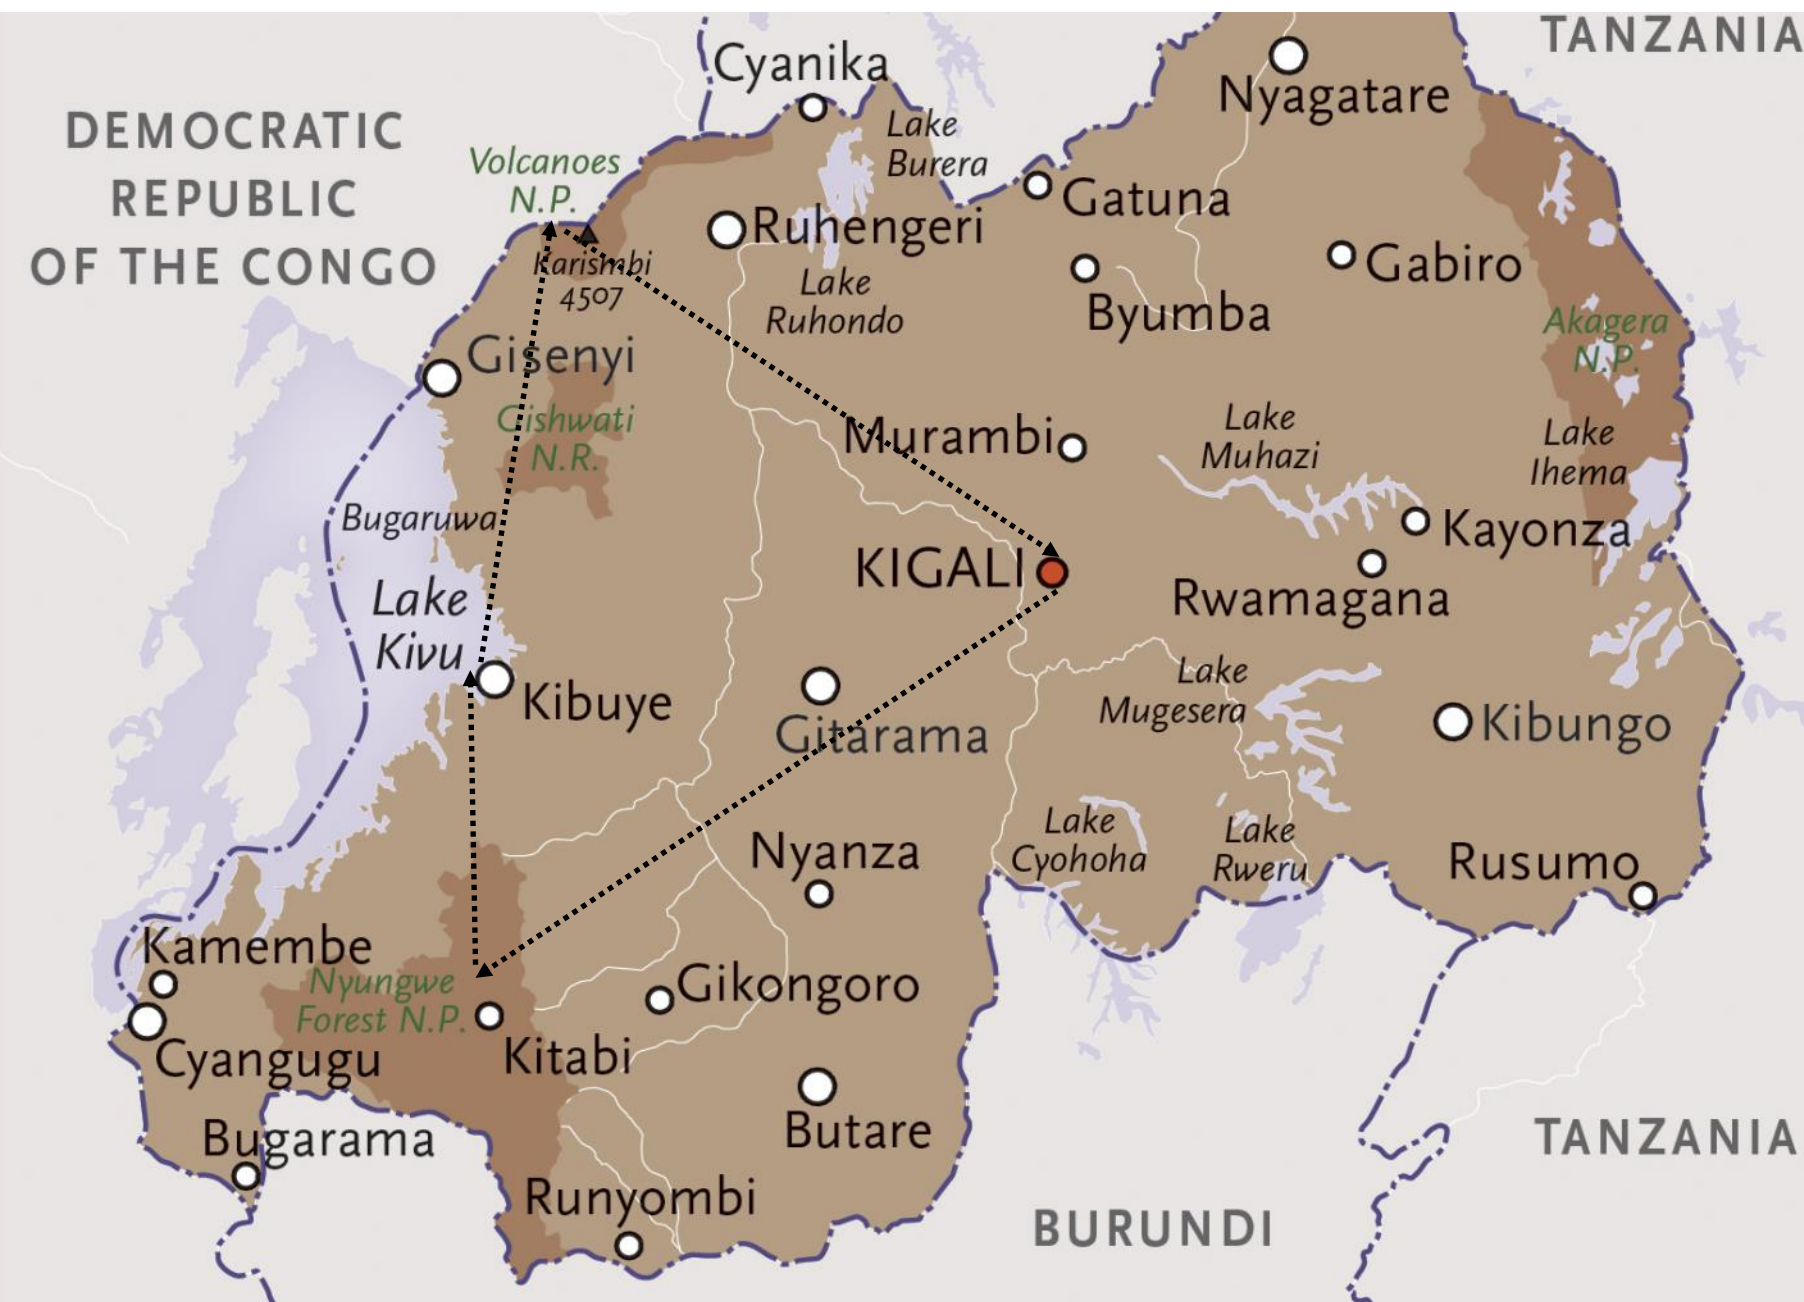 TANZANIA
Cyanika
Nyagatare
DEMOCRATIC
REPUBLIC
OF THE CONGO
Lake
Burera
Volcanoes
N.P.
Gatuna
Ruhengeri
Gabiro
Karisimbi
4507
Lake
Ruhondo
Byumba
Akagera
N.P.
Gisenyi
Gishwati
N.R.
Murambi
Lake
Muhazi
Lake
Ihema
Bugaruwa
Kayonza
KIGALI
Rwamagana
Lake
Kivu
Kibuye
Gitarama
Lake
Mugesera
Kibungo
Nyanza
Lake
Cyohoha
Lake
Rweru
Rusumo
Kamembe
Nyungwe
Forest N.P.
Gikongoro
Cyangugu
Kitabi
Butare
Bugarama
TANZANIA
Runyombi
BURUNDI